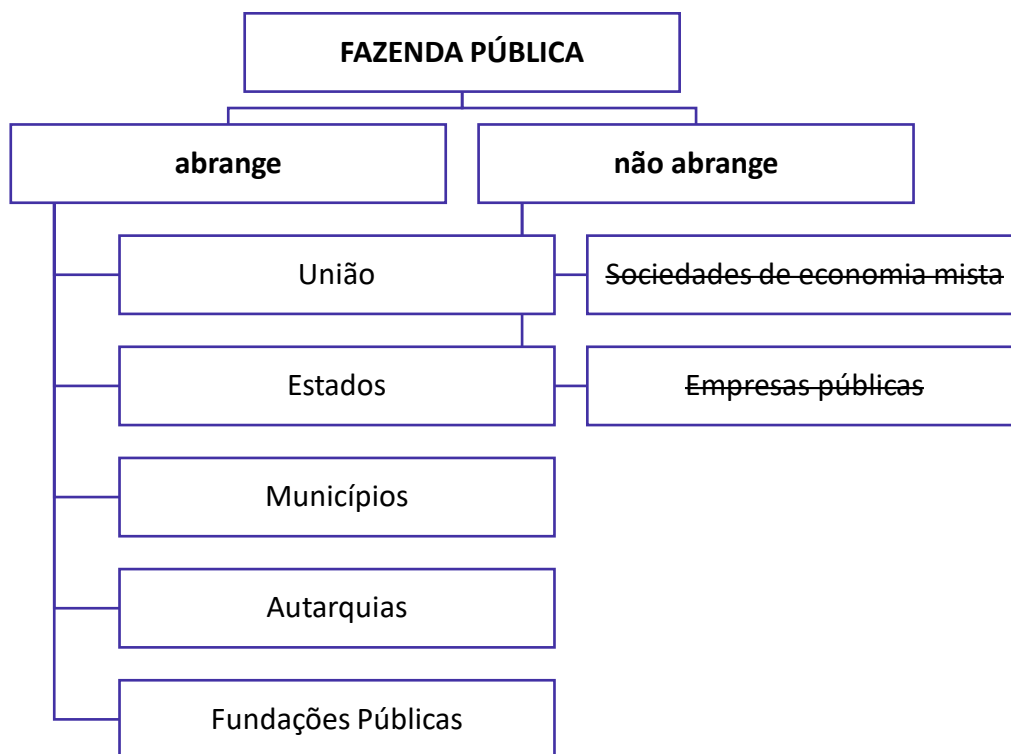 FAZENDA PÚBLICA
abrange
não abrange
União
Sociedades de economia mista
Estados
Empresas públicas
Municípios
Autarquias
Fundações Públicas